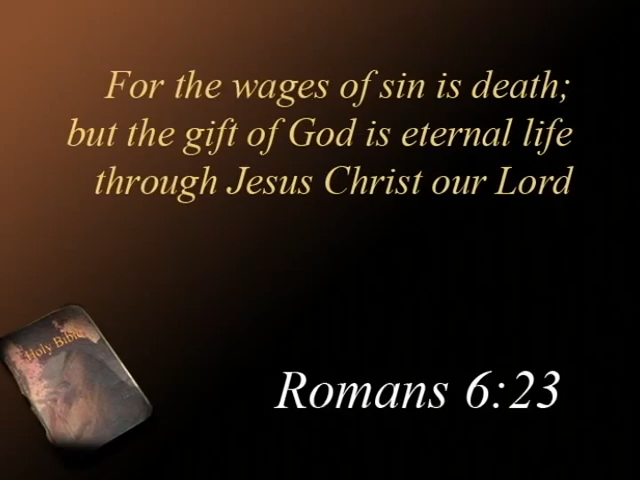 For the wages of sin is death;
but the gift of God is eternal life
through Jesus Christ our Lord
Holy Bible
Romans 6:23